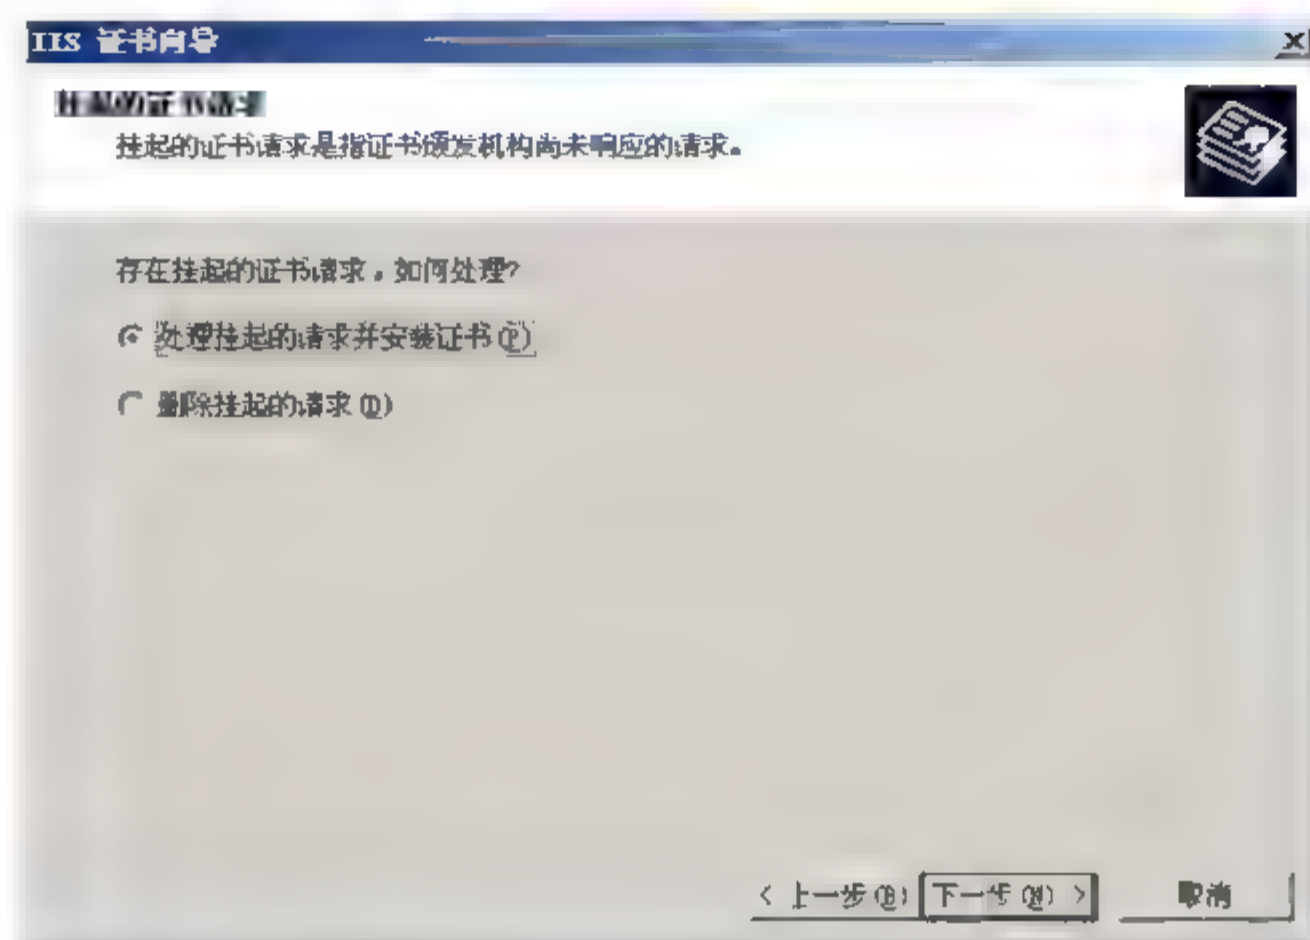 IIS 证书向导
挂起的证书请求
挂起的证书请求是指证书颁发机构尚未响应的请求。
存在挂起的证书请求，如何处理?
处理挂起的请求并安装证书(P)
删除挂起的请求(D)
< 上一步(B) 下一步(N) > 取消